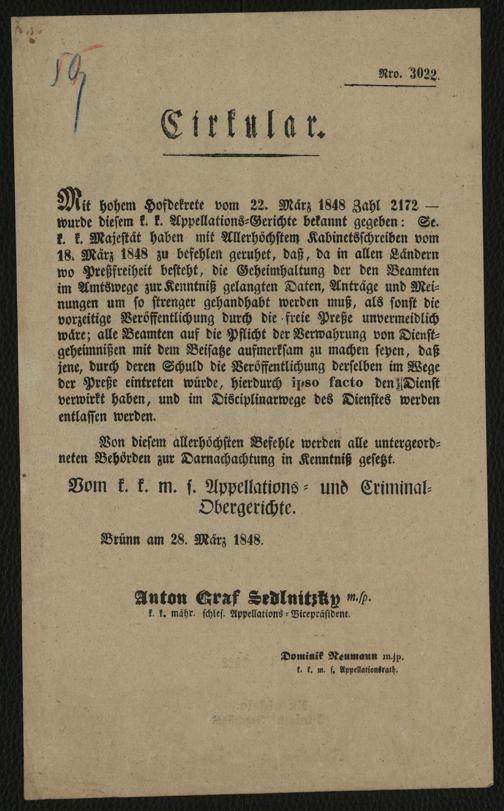 59
Nro. 3022.
Cirkular.
Mit hohem Hofdekrete vom 22. März 1848 Zahl 2172 —
wurde diesem k. k. Appellations-Gerichte bekannt gegeben: Se.
k. k. Majestät haben mit Allerhöchstem Kabinetsschreiben vom
18. März 1848 zu befehlen geruhet, daß, da in allen Ländern
wo Preßfreiheit besteht, die Geheimhaltung der den Beamten
im Amtswege zur Kenntniß gelangten Daten, Anträge und Mei-
nungen um so strenger gehandhabt werden muß, als sonst die
vorzeitige Veröffentlichung durch die freie Preße unvermeidlich
wäre; alle Beamten auf die Pflicht der Verwahrung von Dienst-
geheimnißen mit dem Beisatze aufmerksam zu machen seyen, daß
jene, durch deren Schuld die Veröffentlichung derselben im Wege
der Preße eintreten würde, hierdurch ipso facto den Dienst
verwirkt haben, und im Disciplinarwege des Dienstes werden
entlassen werden.
Von diesem allerhöchsten Befehle werden alle untergeord-
neten Behörden zur Darnachachtung in Kenntniß gesetzt.
Vom k. k. m. s. Appellations- und Criminal-
Obergerichte.
Brünn am 28. März 1848.
Anton Graf Sedlnitzky m./p.
k. k. mähr. schles. Appellations-Vicepräsident.
Dominik Neumann m.jp.
k. k. m. s. Appellationsrath.